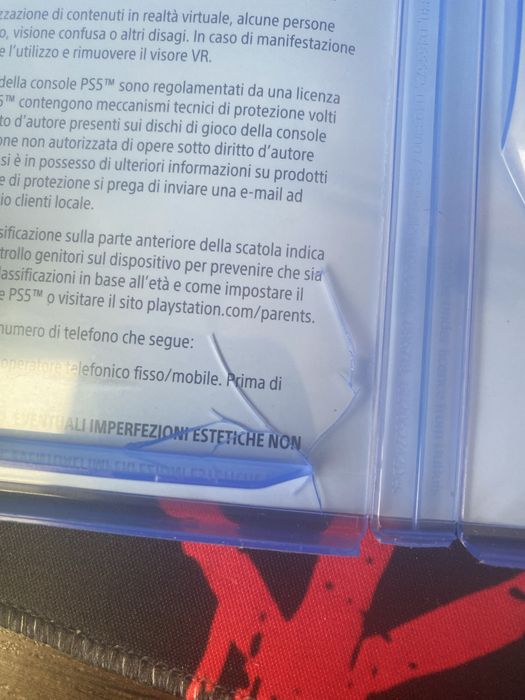 zzazione di contenuti in realtà virtuale, alcune persone
o, visione confusa o altri disagi. In caso di manifestazione
e l'utilizzo e rimuovere il visore VR.
della console PS5™ sono regolamentati da una licenza
5™ contengono meccanismi tecnici di protezione volti
to d'autore presenti sui dischi di gioco della console
one non autorizzata di opere sotto diritto d'autore
si è in possesso di ulteriori informazioni su prodotti
e di protezione si prega di inviare una e-mail ad
io clienti locale.
sificazione sulla parte anteriore della scatola indica
trollo genitori sul dispositivo per prevenire che sia
lassificazioni in base all'età e come impostare il
e PS5™ o visitare il sito playstation.com/parents.
numero di telefono che segue:
operatore telefonico fisso/mobile. Prima di
EVENTUALI IMPERFEZIONI ESTETICHE NON